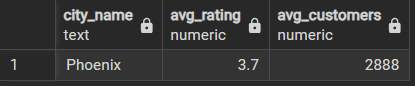 city_name avg_rating avg_customers
text numeric numeric
1 Phoenix 3.7 2888